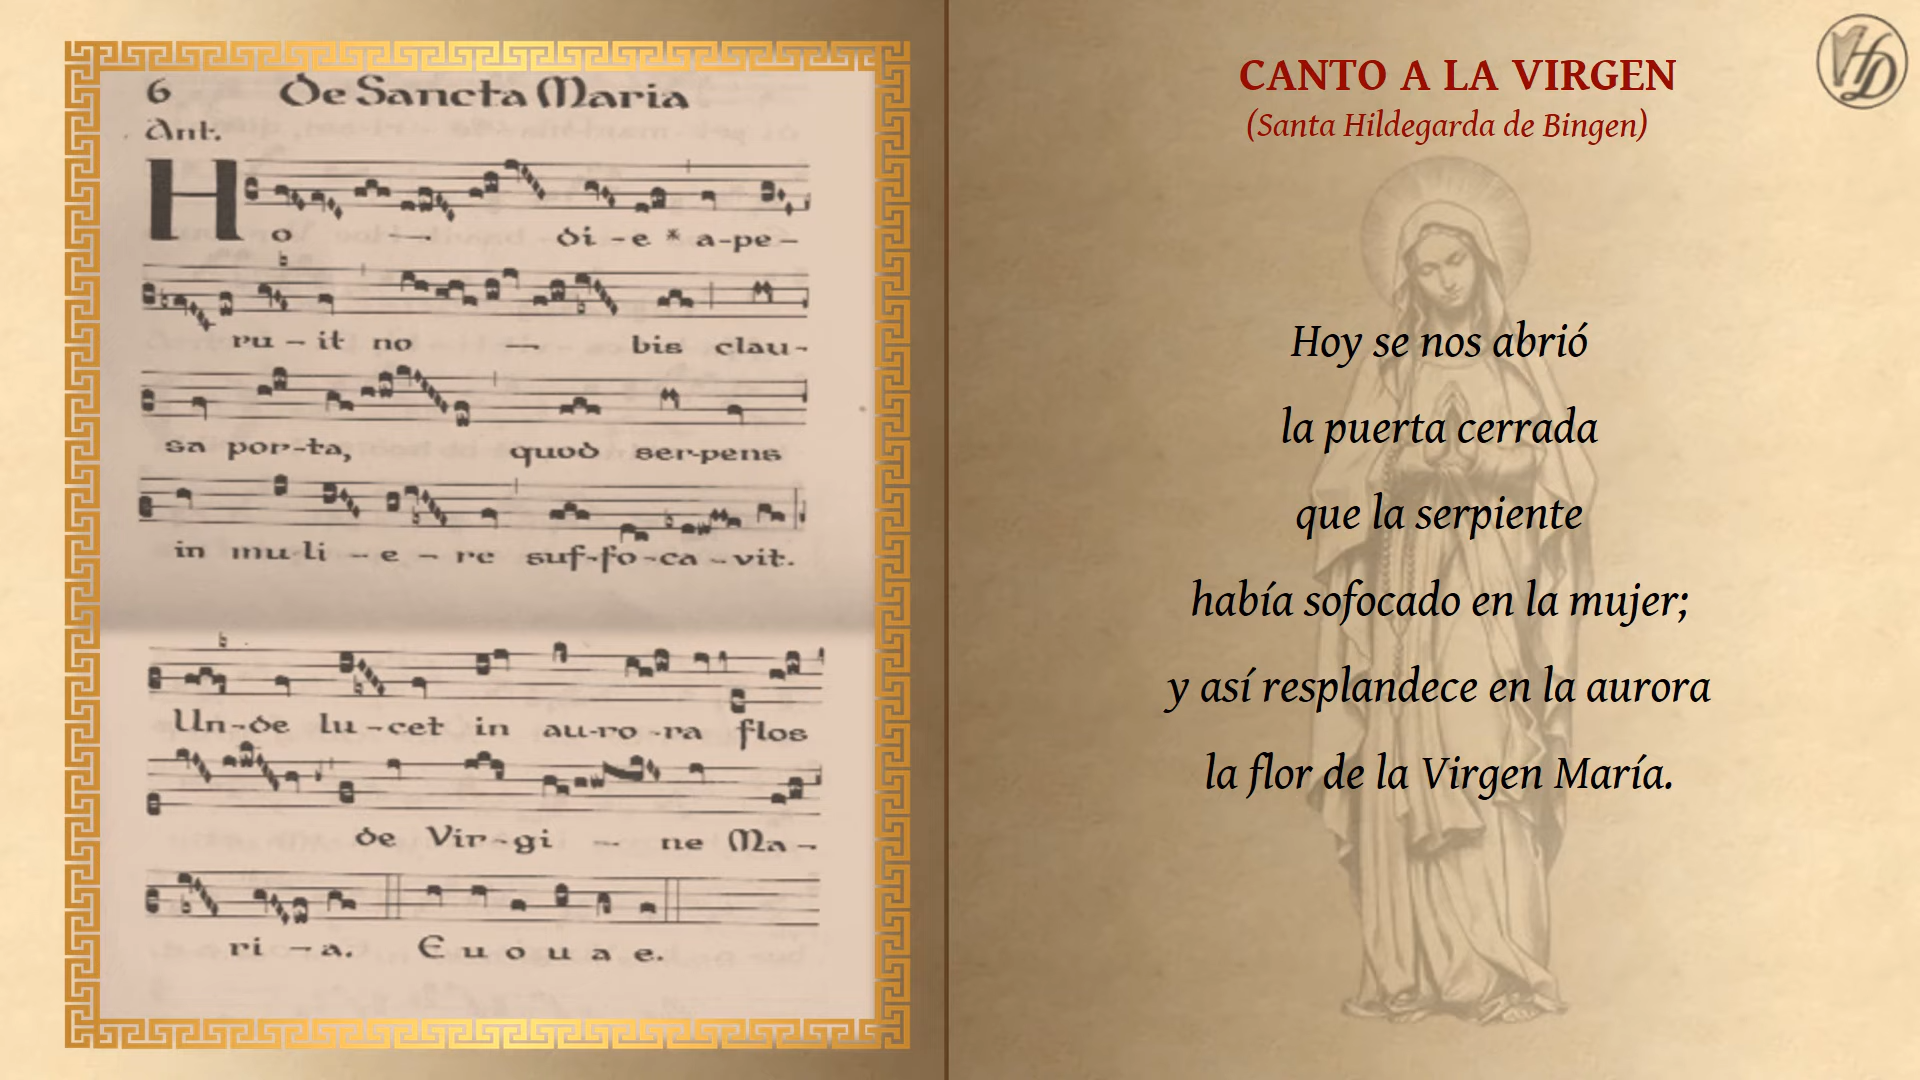 6 De Sancta Maria
Ant.
Ho - di - e * a-pe-
ru - it no - bis clau-
sa por-ta, quod ser-pens
in mu-li - e - re suf-fo-ca-vit.
Un-de lu-cet in au-ro-ra flos
de Vir-gi - ne Ma-
ri - a. E u o u a e.
CANTO A LA VIRGEN
(Santa Hildegarda de Bingen)
Hoy se nos abrió
la puerta cerrada
que la serpiente
había sofocado en la mujer;
y así resplandece en la aurora
la flor de la Virgen María.
HD